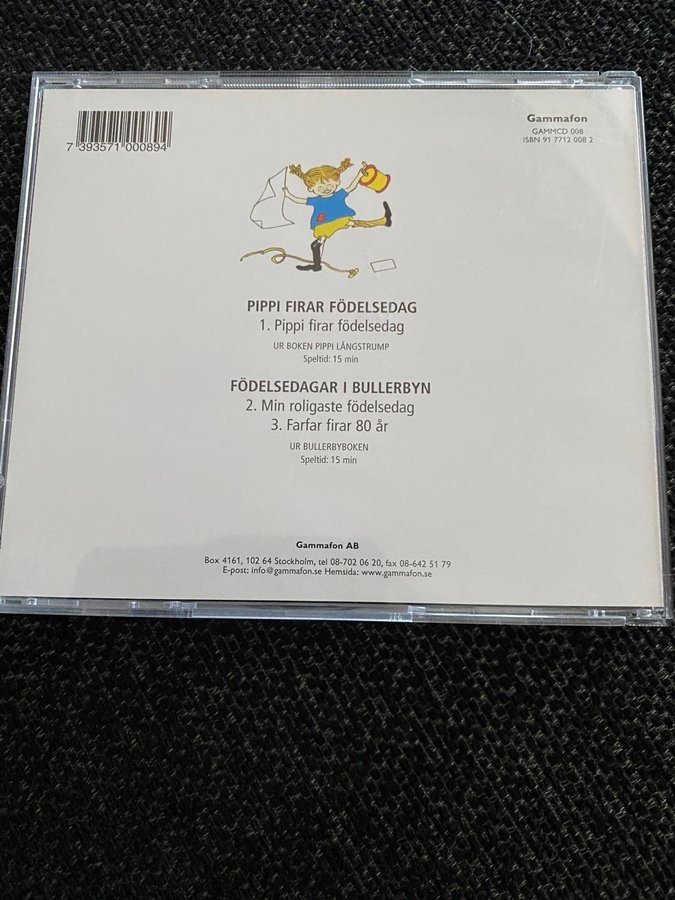 7 393571 000894
Gammafon
GAMMCD 008
ISBN 91 7712 008 2
PIPPI FIRAR FÖDELSEDAG
1. Pippi firar födelsedag
UR BOKEN PIPPI LÅNGSTRUMP
Speltid: 15 min
FÖDELSEDAGAR I BULLERBYN
2. Min roligaste födelsedag
3. Farfar firar 80 år
UR BULLERBYBOKEN
Speltid: 15 min
Gammafon AB
Box 4161, 102 64 Stockholm, tel 08-702 06 20, fax 08-642 51 79
E-post: info@gammafon.se Hemsida: www.gammafon.se